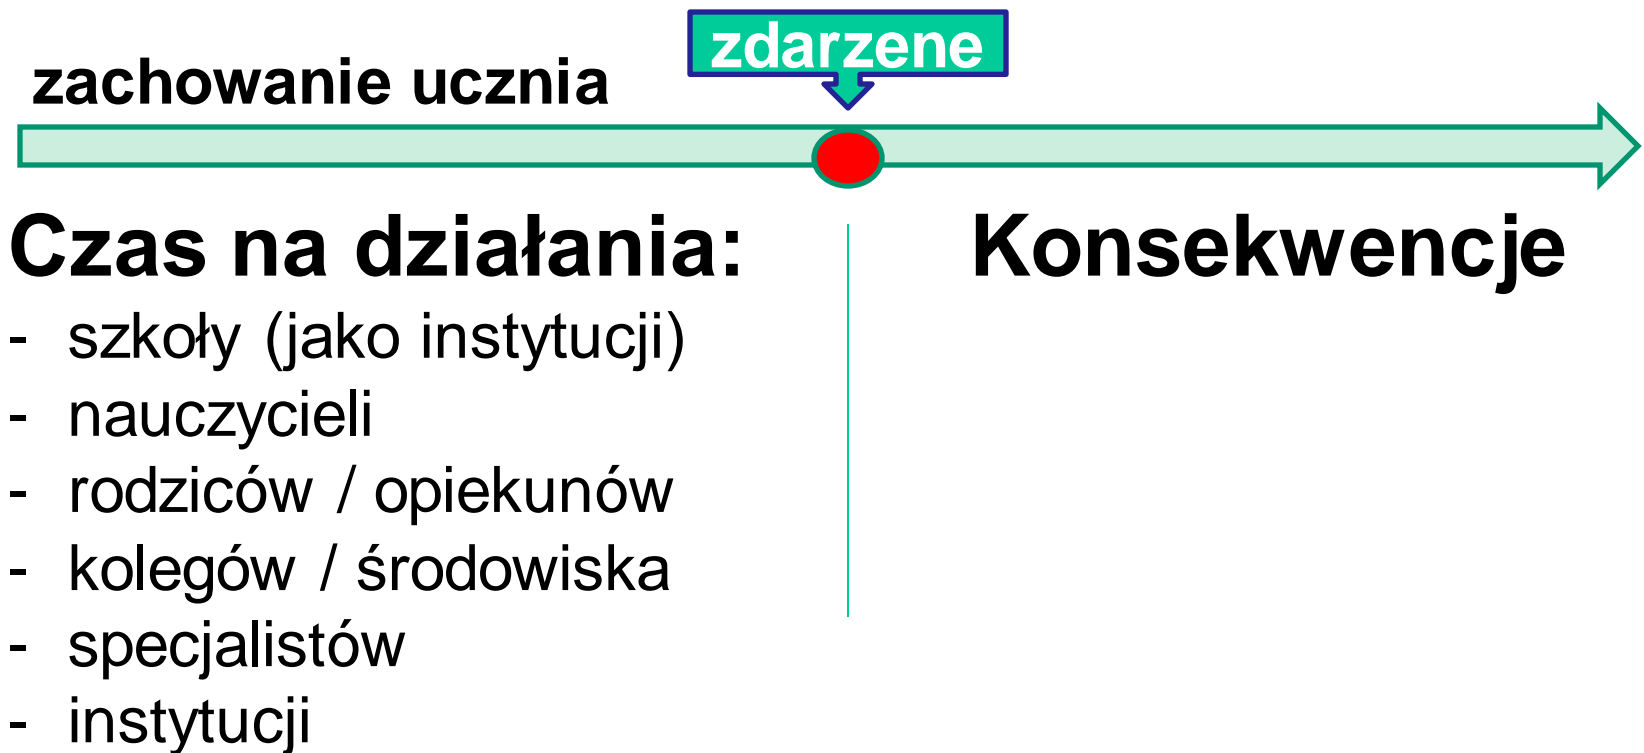 zdarzene
zachowanie ucznia
Czas na działania:
- szkoły (jako instytucji)
- nauczycieli
- rodziców / opiekunów
- kolegów / środowiska
- specjalistów
- instytucji
Konsekwencje